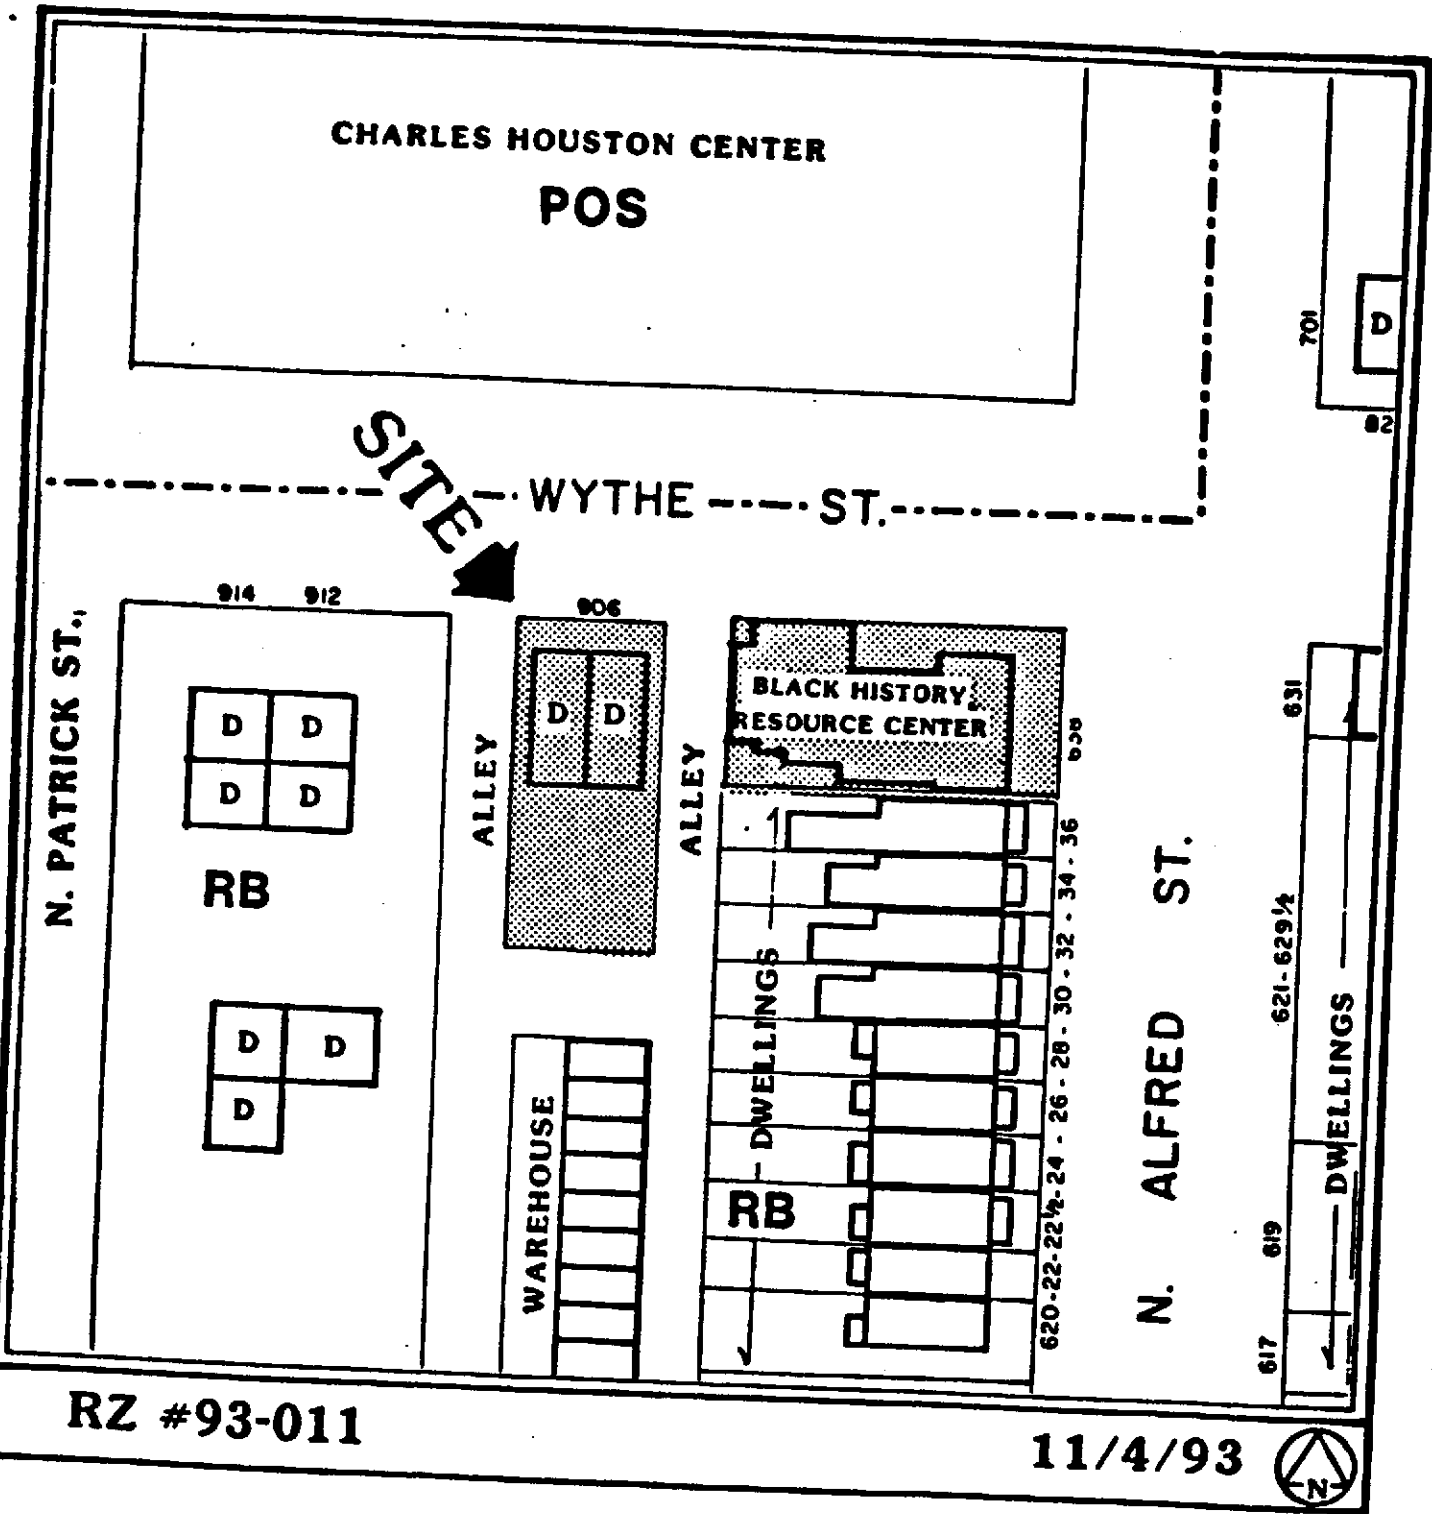 CHARLES HOUSTON CENTER
POS
701
D
82
SITE
WYTHE ST.
914 912
906
N. PATRICK ST.
D D
D D
RB
ALLEY
D D
ALLEY
BLACK HISTORY
RESOURCE CENTER
631
D D
D
WAREHOUSE
DWELLINGS
RB
620-22-22½-24 - 26 - 28 - 30 - 32 - 34 - 36
N. ALFRED ST.
621-629½
619
617
DWELLINGS
RZ #93-011
11/4/93
N